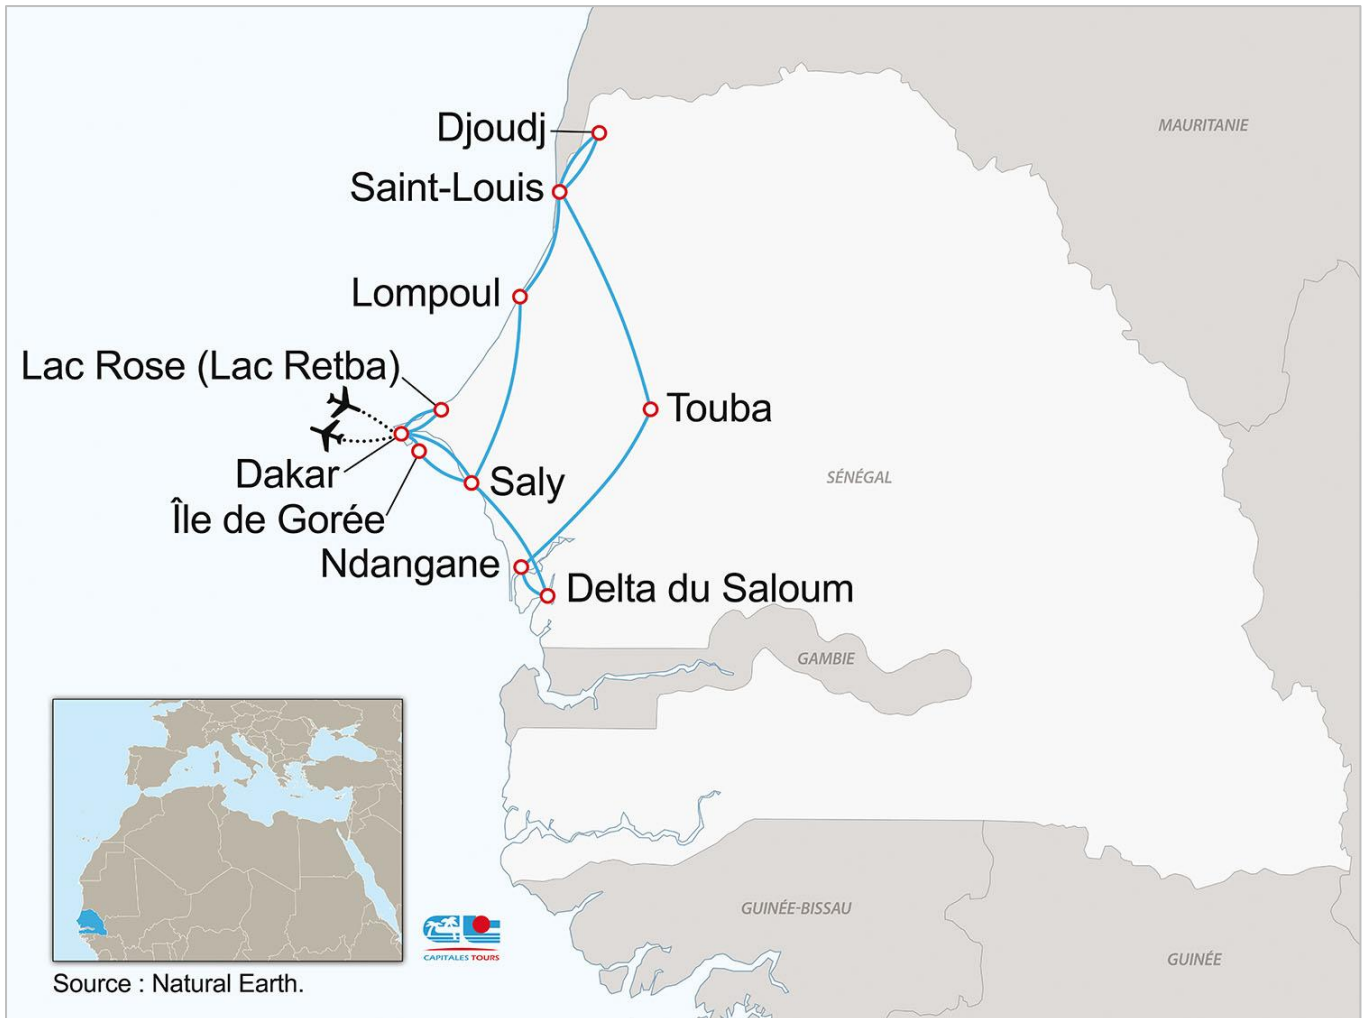 Djoudj
MAURITANIE
Saint-Louis
Lompoul
Lac Rose (Lac Retba)
Touba
Dakar
Saly
SÉNÉGAL
Île de Gorée
Ndangane
Delta du Saloum
GAMBIE
GUINÉE-BISSAU
CAPITALES TOURS
GUINÉE
Source : Natural Earth.